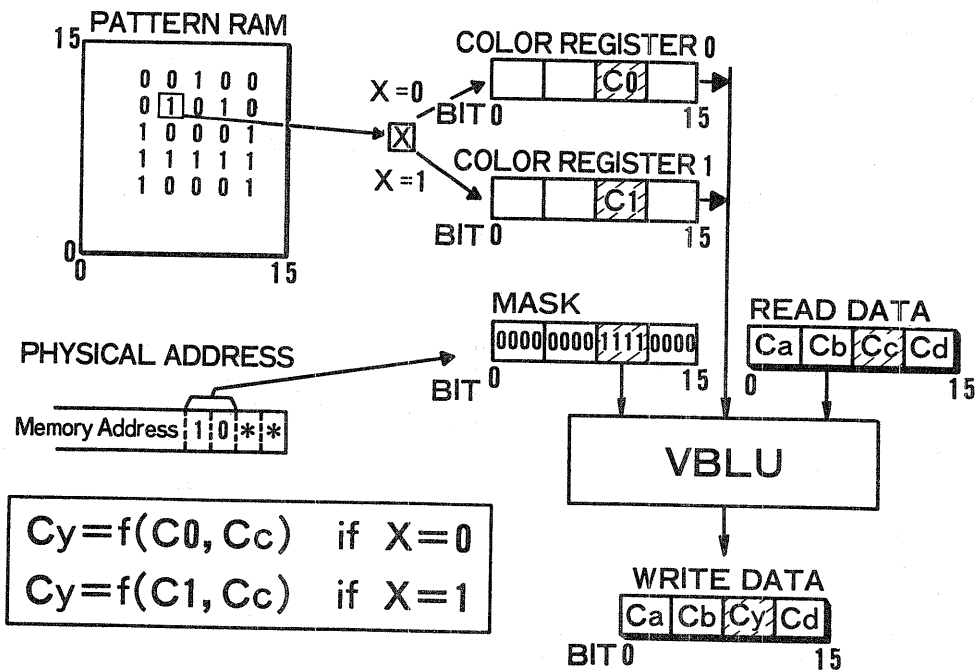 PATTERN RAM
15
0 0 1 0 0
0 1 0 1 0
1 0 0 0 1
1 1 1 1 1
1 0 0 0 1
0
0
15
X=0
X
X=1
COLOR REGISTER 0
C0
BIT 0
15
COLOR REGISTER 1
C1
BIT 0
15
MASK
0000 0000 1111 0000
BIT
0
15
READ DATA
Ca Cb Cc Cd
0
15
PHYSICAL ADDRESS
Memory Address 1 0 * *
VBLU
Cy=f(C0, Cc) if X=0
Cy=f(C1, Cc) if X=1
WRITE DATA
Ca Cb Cy Cd
BIT 0
15